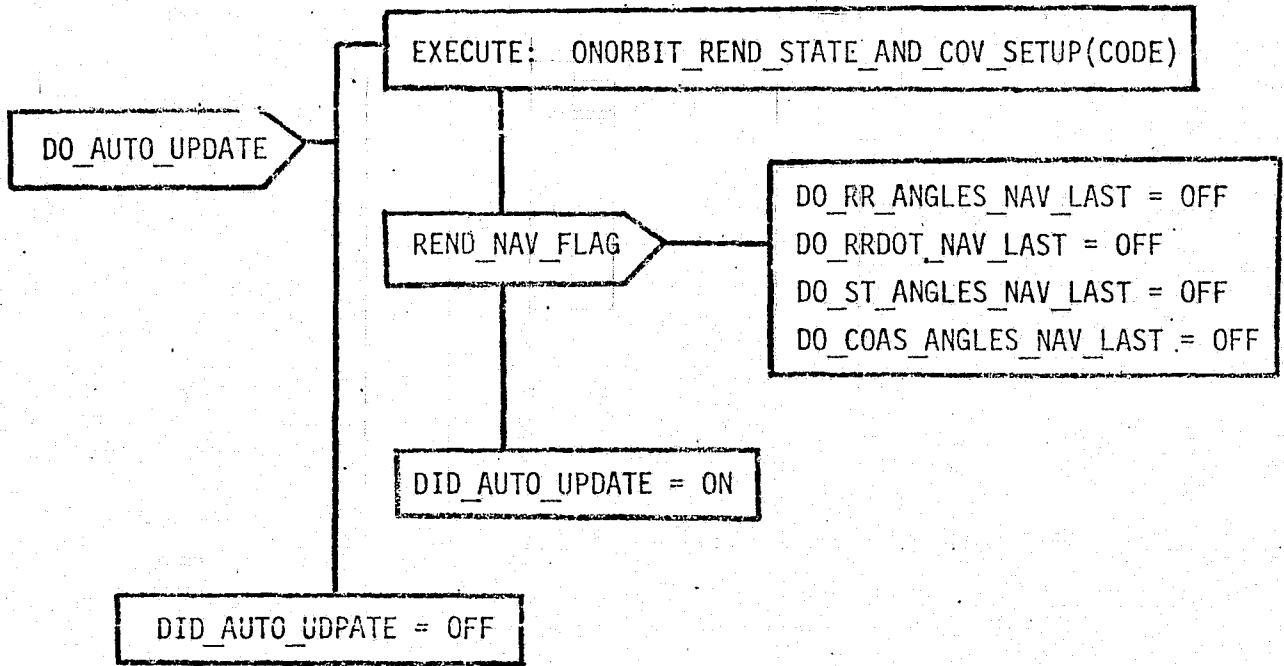 EXECUTE: ONORBIT_REND_STATE_AND_COV_SETUP(CODE)
DO_AUTO_UPDATE
REND_NAV_FLAG
DO_RR_ANGLES_NAV_LAST = OFF
DO_RRDOT_NAV_LAST = OFF
DO_ST_ANGLES_NAV_LAST = OFF
DO_COAS_ANGLES_NAV_LAST = OFF
DID_AUTO_UPDATE = ON
DID_AUTO_UDPATE = OFF